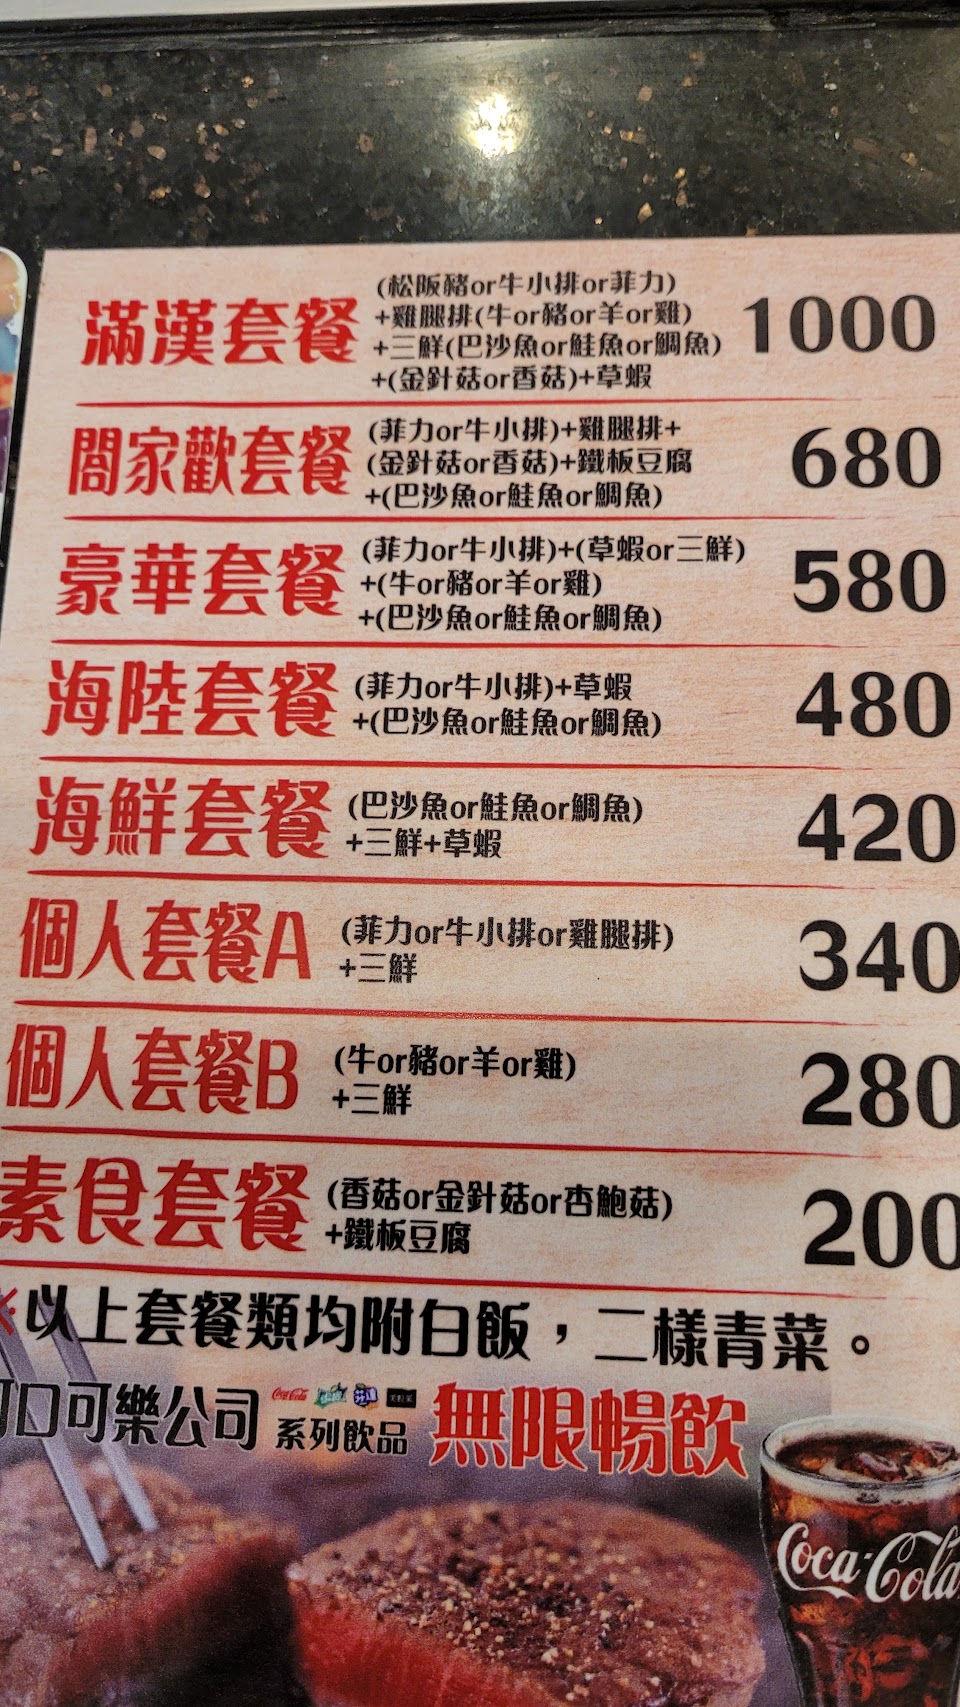 滿漢套餐 (松阪豬or牛小排or菲力) 1000
+雞腿排(牛or豬or羊or雞)
+三鮮(巴沙魚or鮭魚or鯛魚)
+(金針菇or香菇)+草蝦
闔家歡套餐 (菲力or牛小排)+雞腿排+ 680
(金針菇or香菇)+鐵板豆腐
+(巴沙魚or鮭魚or鯛魚)
豪華套餐 (菲力or牛小排)+(草蝦or三鮮) 580
+(牛or豬or羊or雞)
+(巴沙魚or鮭魚or鯛魚)
海陸套餐 (菲力or牛小排)+草蝦 480
+(巴沙魚or鮭魚or鯛魚)
海鮮套餐 (巴沙魚or鮭魚or鯛魚) 420
+三鮮+草蝦
個人套餐A (菲力or牛小排or雞腿排) 340
+三鮮
個人套餐B (牛or豬or羊or雞) 280
+三鮮
素食套餐 (香菇or金針菇or杏鮑菇) 200
+鐵板豆腐
※以上套餐類均附白飯，二樣青菜。
可口可樂公司 Coca-Cola 系列飲品 無限暢飲
Coca-Cola